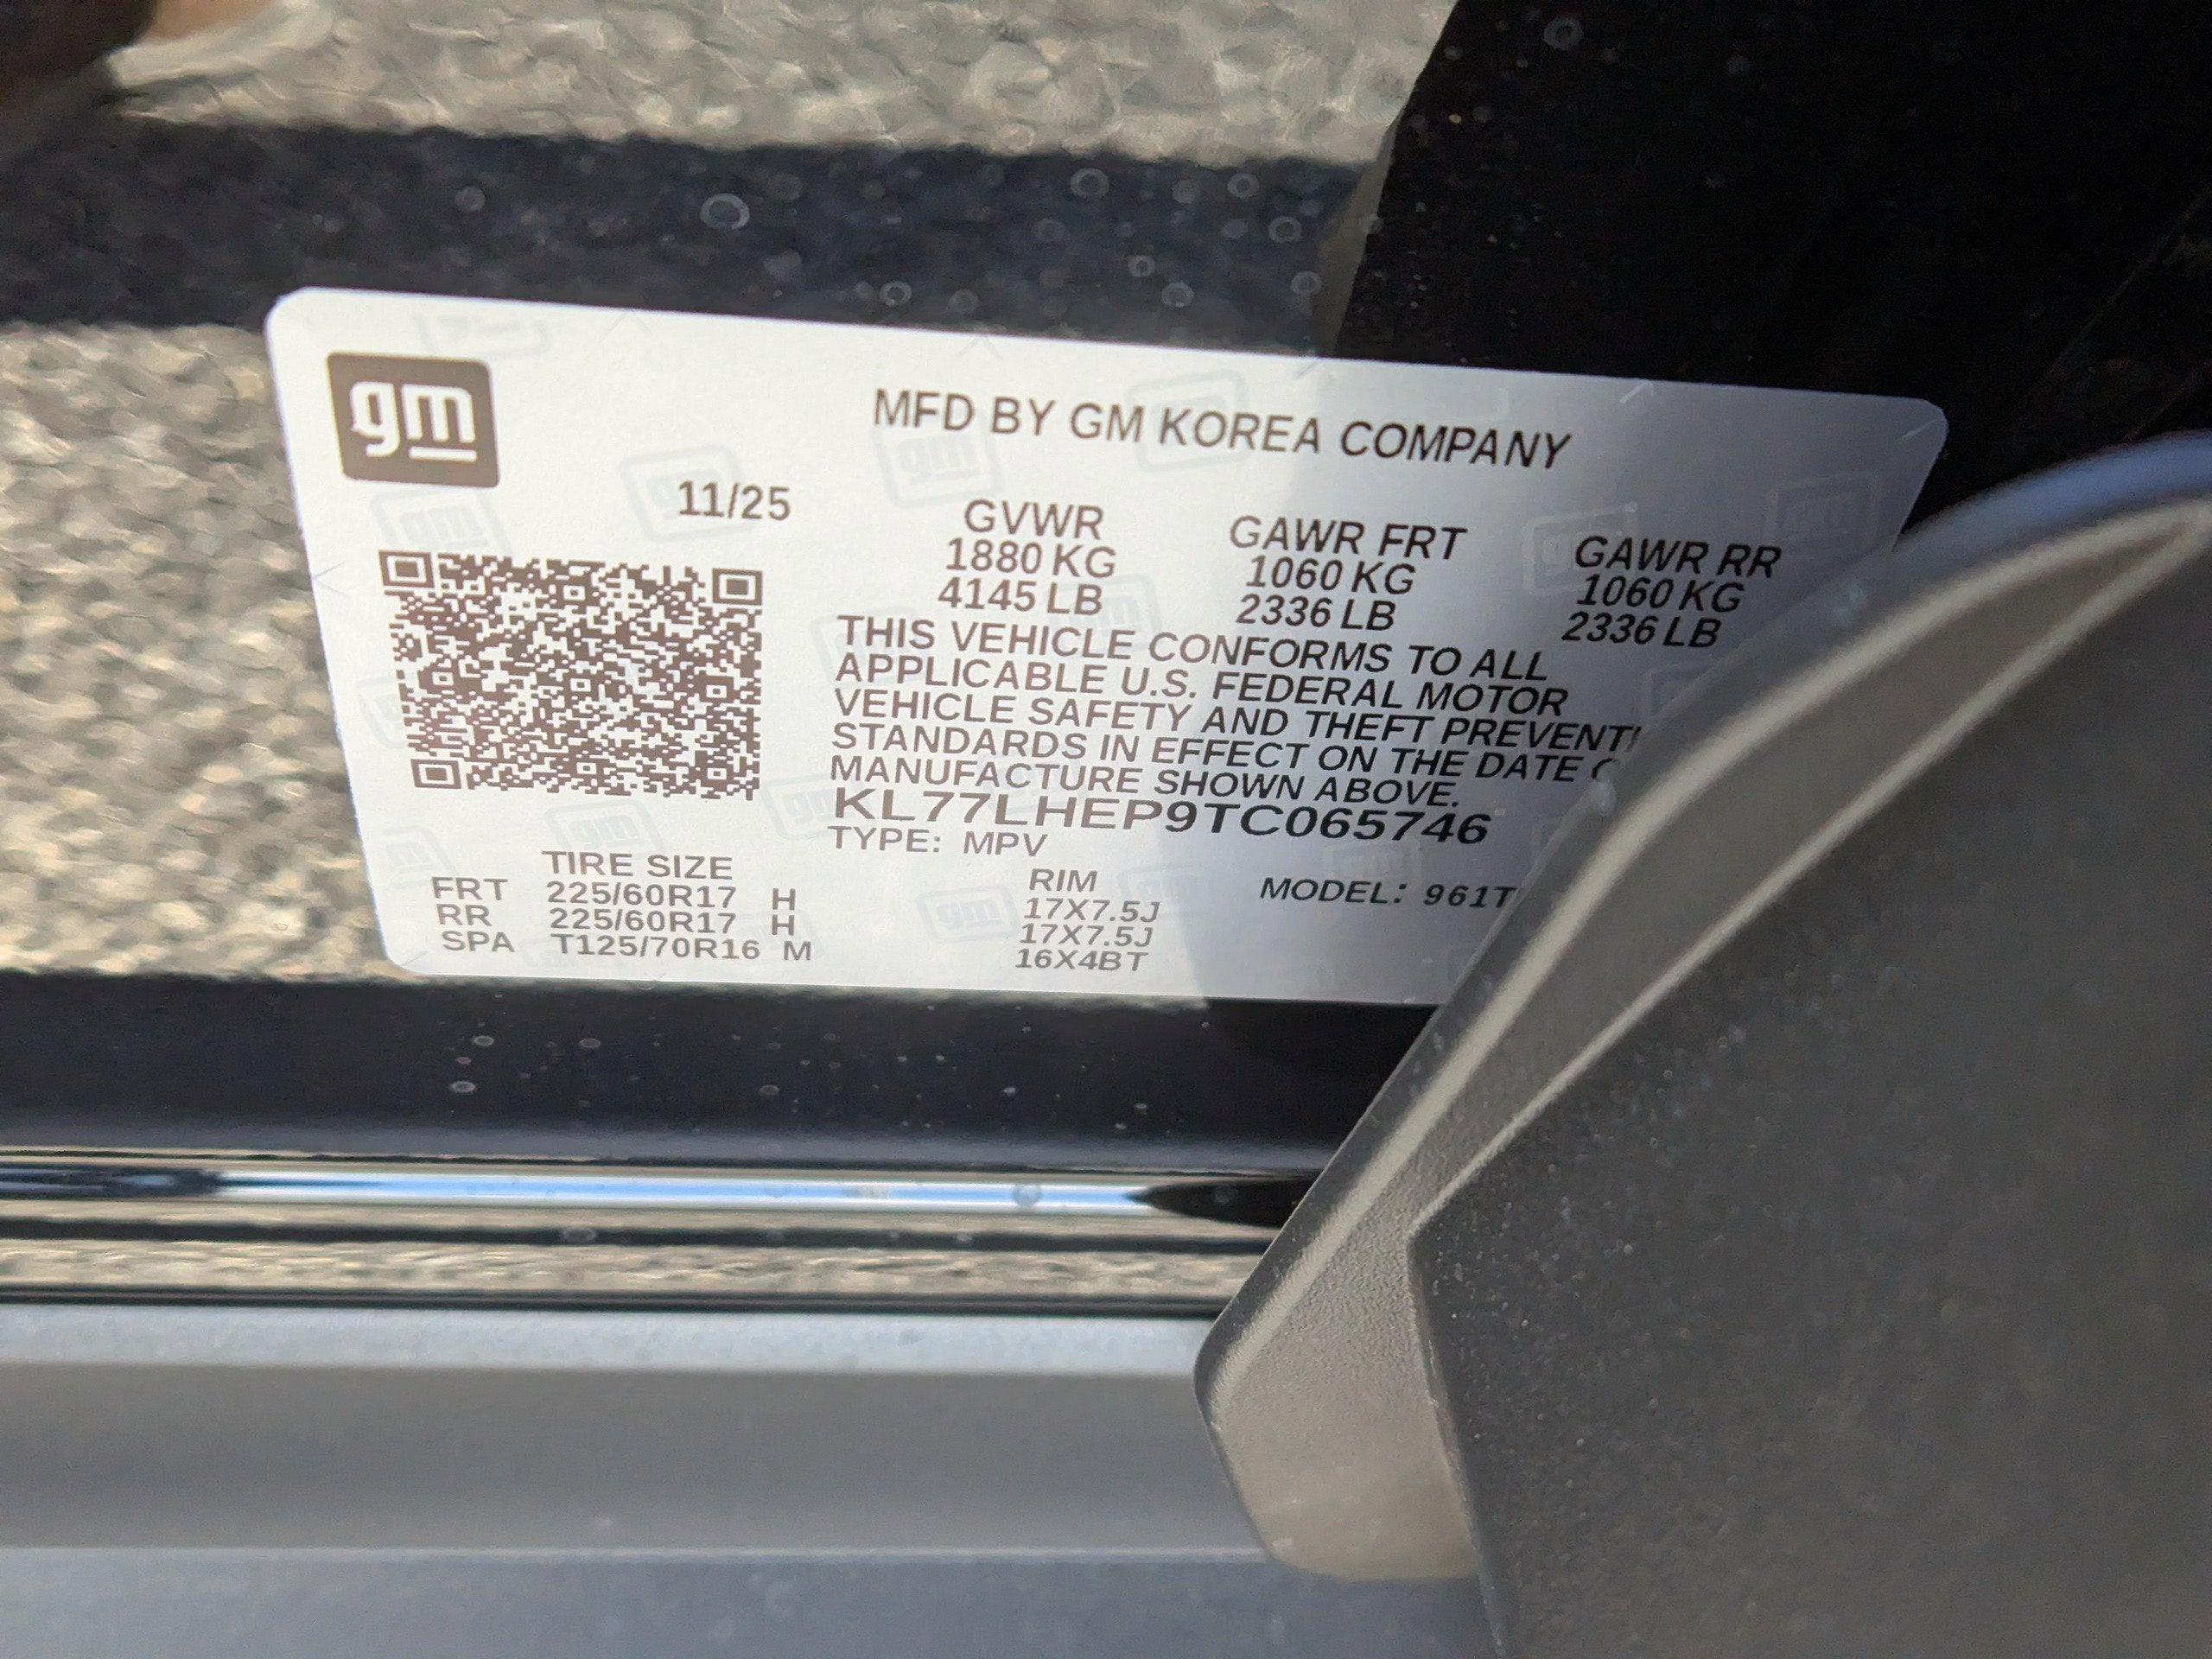 gm
MFD BY GM KOREA COMPANY
11/25
GVWR GAWR FRT GAWR RR
1880 KG 1060 KG 1060 KG
4145 LB 2336 LB 2336 LB
THIS VEHICLE CONFORMS TO ALL
APPLICABLE U.S. FEDERAL MOTOR
VEHICLE SAFETY AND THEFT
STANDARDS IN EFFECT ON THE DATE
MANUFACTURE SHOWN ABOVE.
KL77LHEP9TC065746
TYPE: MPV
TIRE SIZE RIM MODEL: 961T
FRT 225/60R17 H 17X7.5J
RR 225/60R17 H 17X7.5J
SPA T125/70R16 M 16X4BT